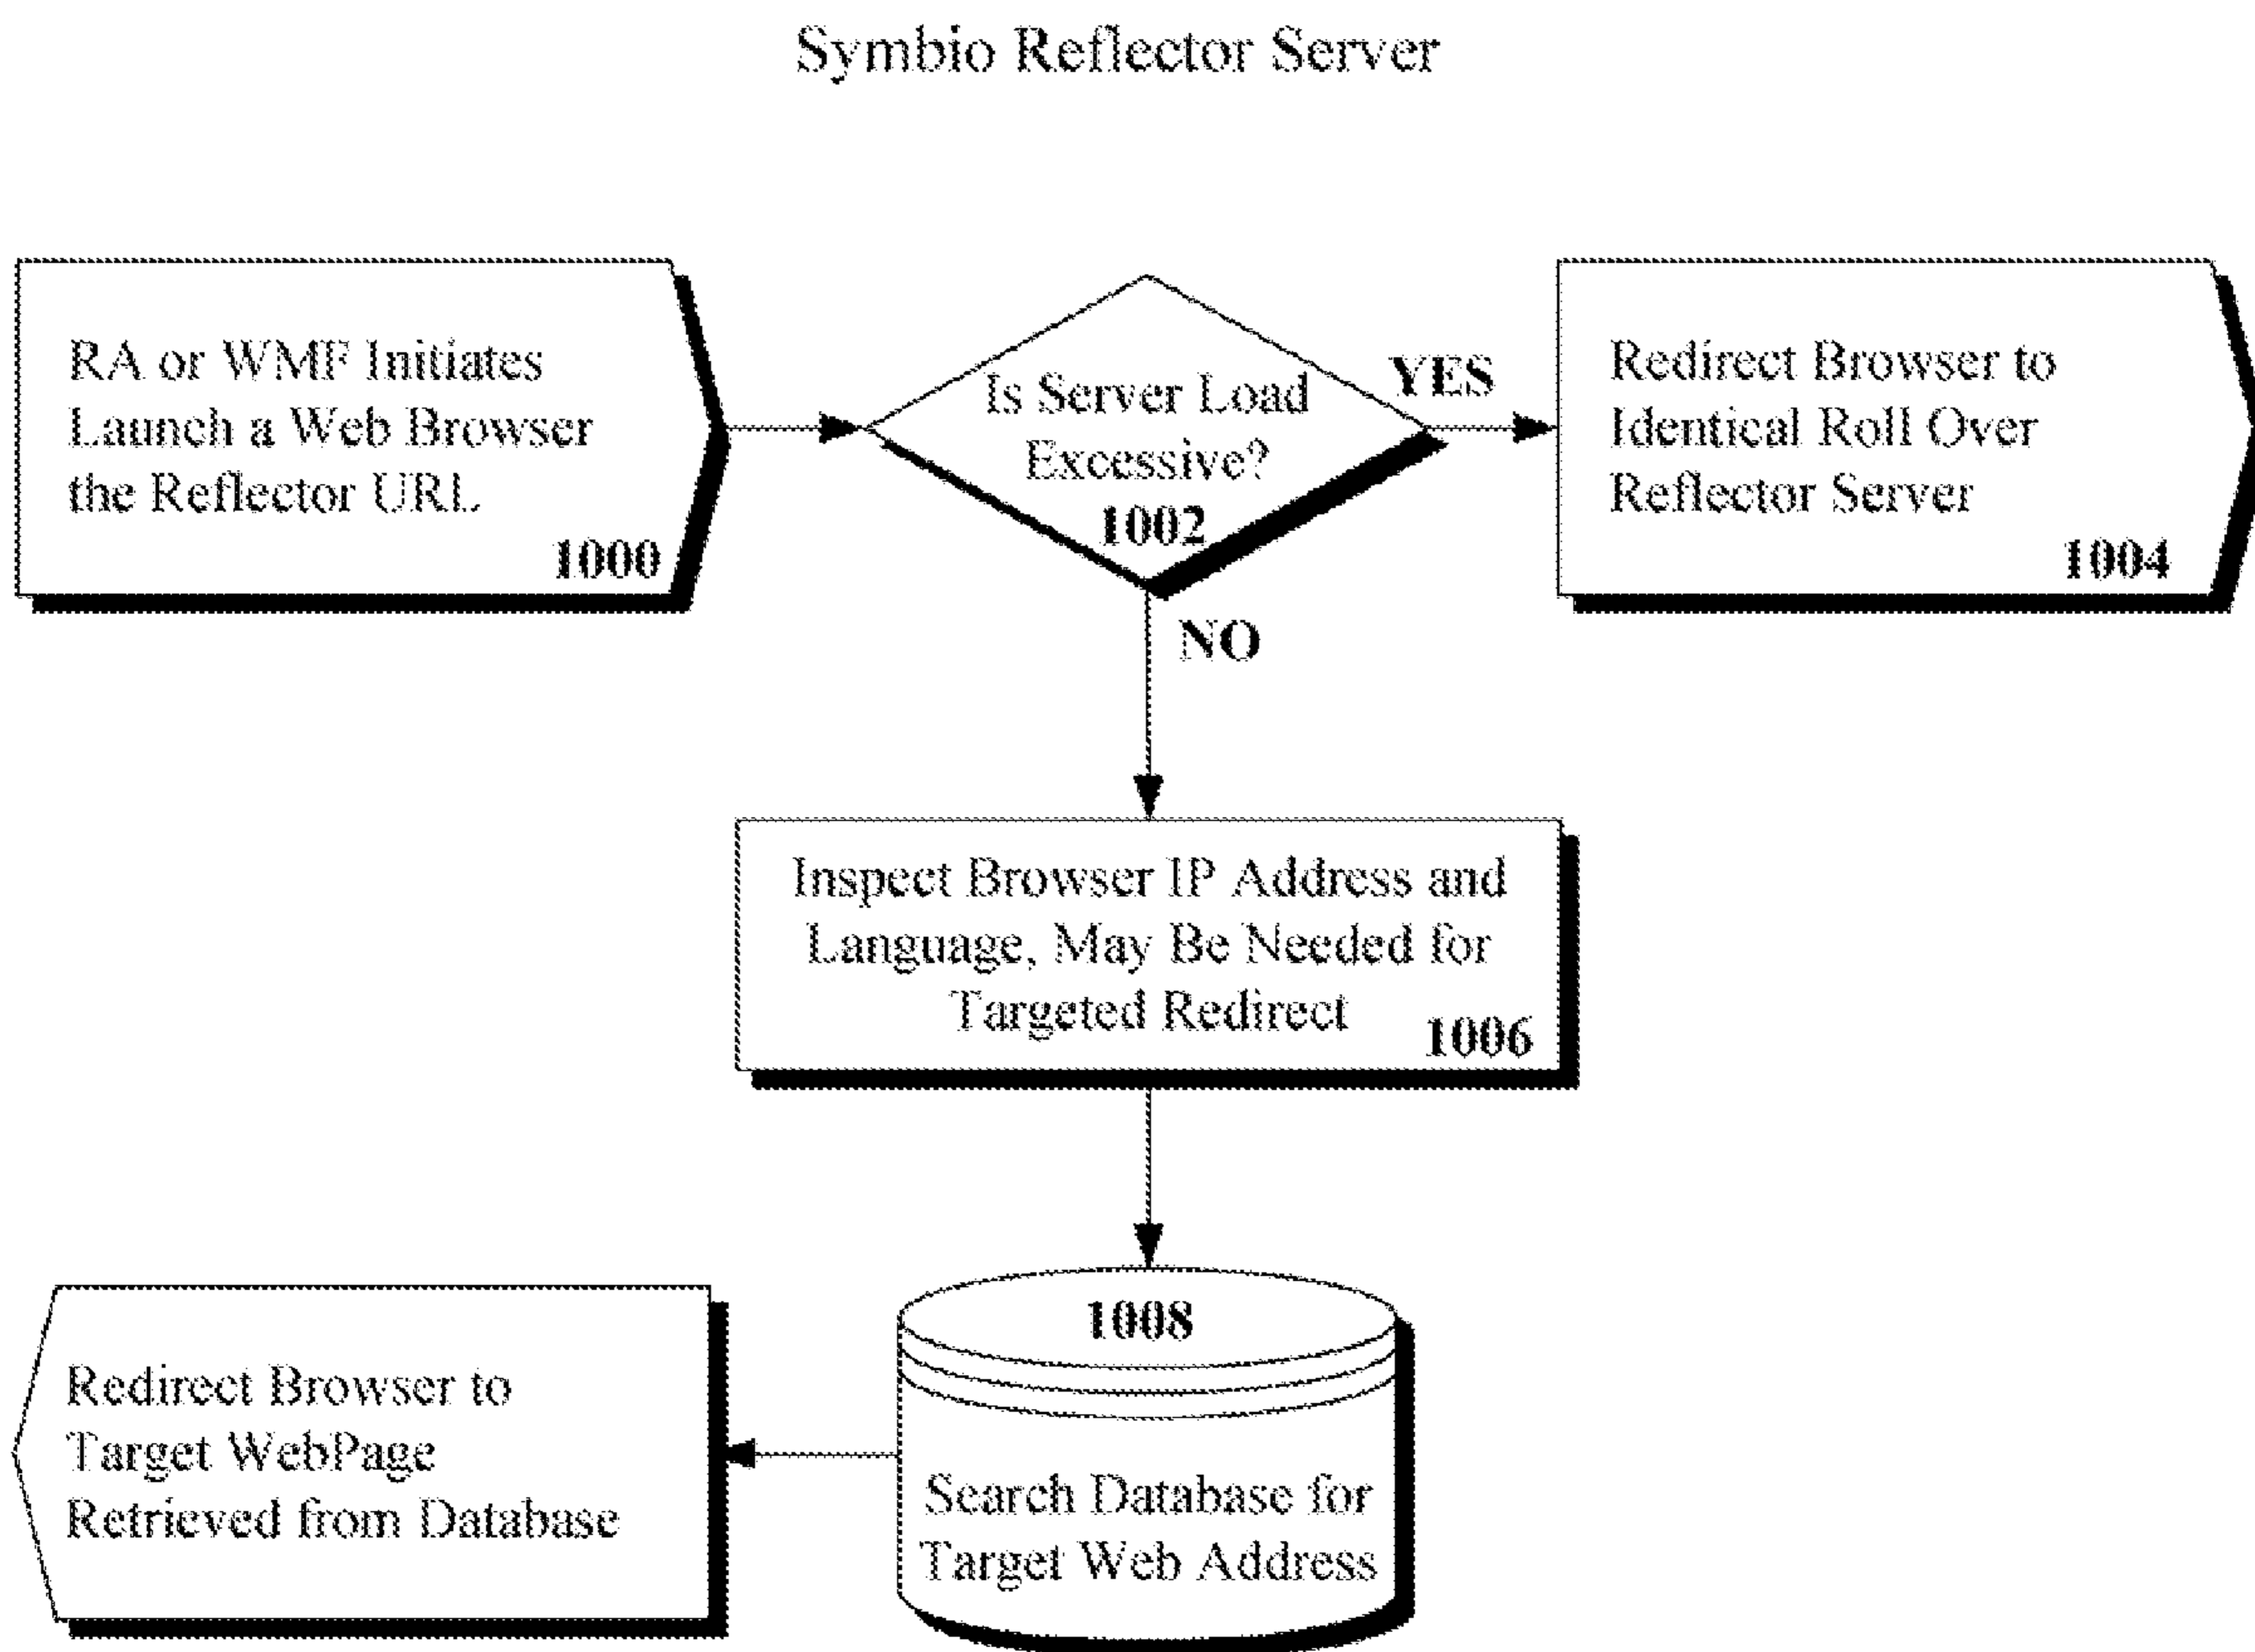 Symbio Reflector Server
RA or WMF Initiates
Launch a Web Browser
the Reflector URL
1000
Is Server Load
Excessive?
1002
YES
Redirect Browser to
Identical Roll Over
Reflector Server
1004
NO
Inspect Browser IP Address and
Language, May Be Needed for
Targeted Redirect
1006
1008
Search Database for
Target Web Address
Redirect Browser to
Target WebPage
Retrieved from Database